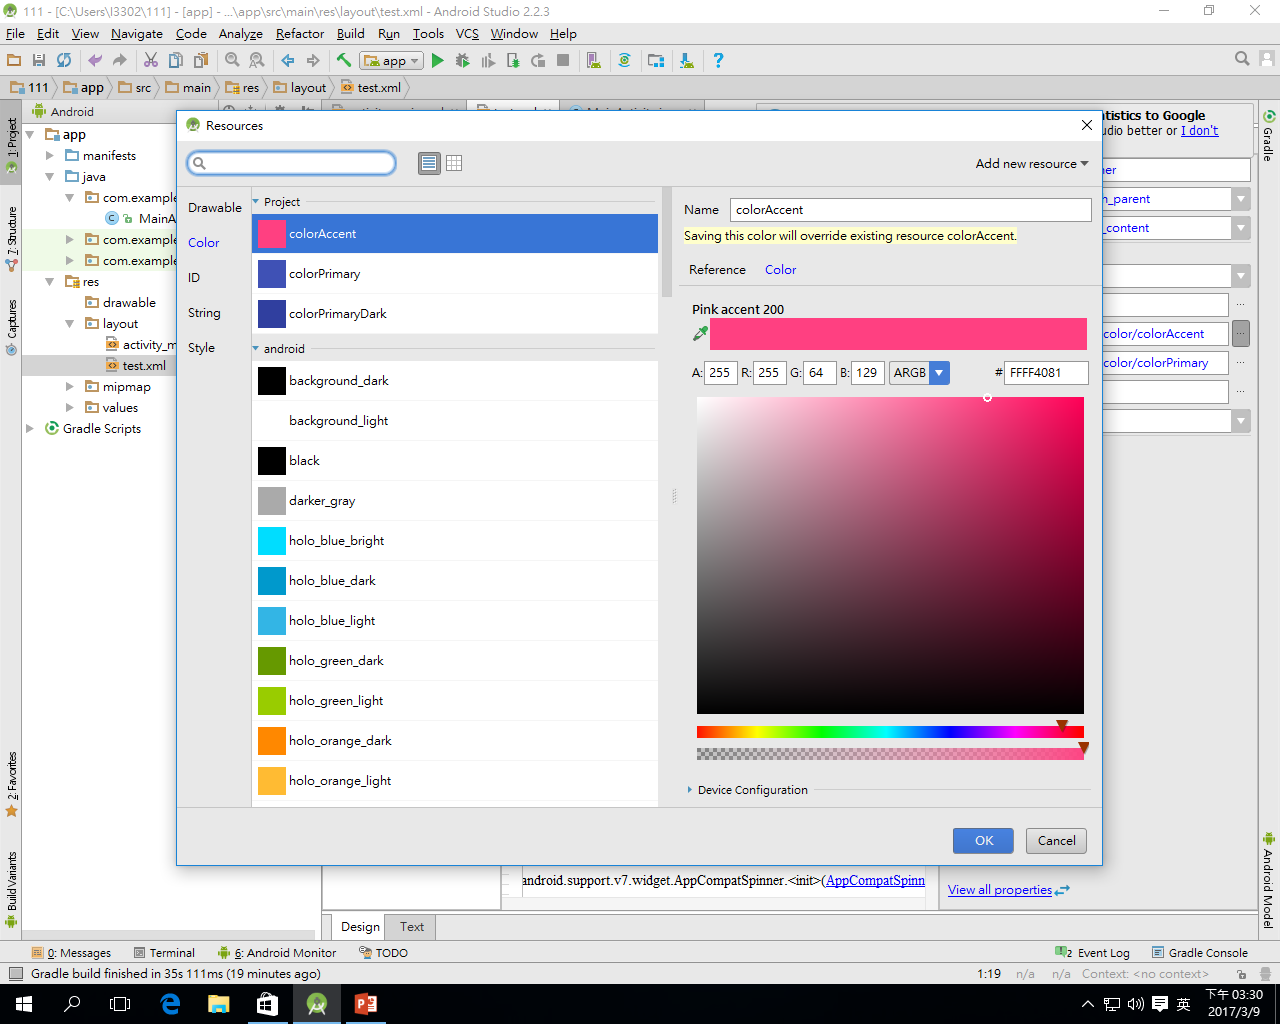 111 - [C:\Users\I3302\111] - [app] - ...\app\src\main\res\layout\test.xml - Android Studio 2.2.3
File Edit View Navigate Code Analyze Refactor Build Run Tools VCS Window Help
app
111 app src main res layout test.xml
1: Project
Z: Structure
Captures
2: Favorites
Build Variants
Android
app
manifests
java
com.example
MainA
com.example
com.example
res
drawable
layout
activity_m
test.xml
mipmap
values
Gradle Scripts
Resources
Add new resource
Drawable
Color
ID
String
Style
Project
colorAccent
colorPrimary
colorPrimaryDark
android
background_dark
background_light
black
darker_gray
holo_blue_bright
holo_blue_dark
holo_blue_light
holo_green_dark
holo_green_light
holo_orange_dark
holo_orange_light
Name colorAccent
Saving this color will override existing resource colorAccent.
Reference Color
Pink accent 200
A: 255 R: 255 G: 64 B: 129 ARGB # FFFF4081
Device Configuration
OK Cancel
tistics to Google
udio better or I don't
ner
h_parent
_content
color/colorAccent
color/colorPrimary
Gradle
Android Model
android.support.v7.widget.AppCompatSpinner.<init>(AppCompatSpinn
View all properties
Design Text
0: Messages Terminal 6: Android Monitor TODO 2 Event Log Gradle Console
Gradle build finished in 35s 111ms (19 minutes ago) 1:19 n/a n/a Context: <no context>
英
下午 03:30
2017/3/9